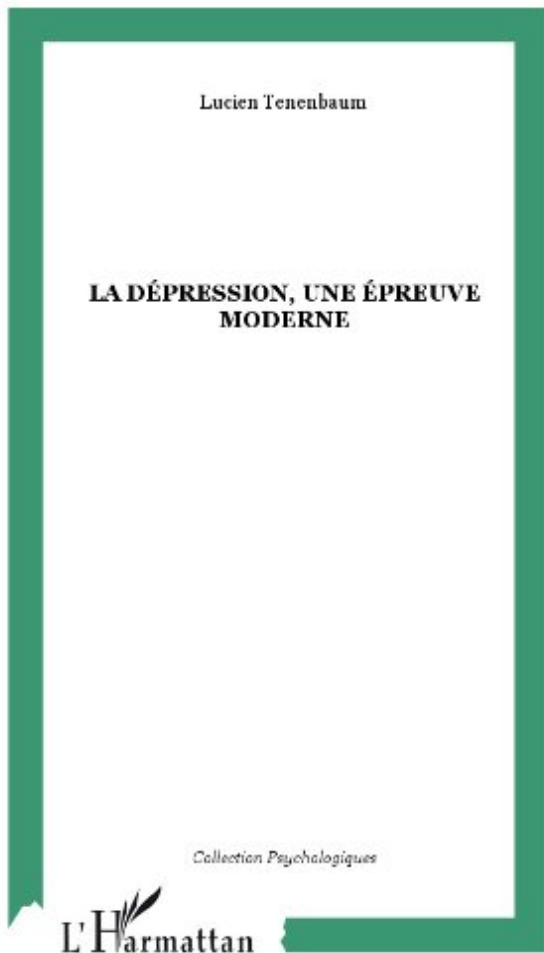 Lucien Tenenbaum
LA DÉPRESSION, UNE ÉPREUVE
MODERNE
Collection Psychologiques
L'Harmattan